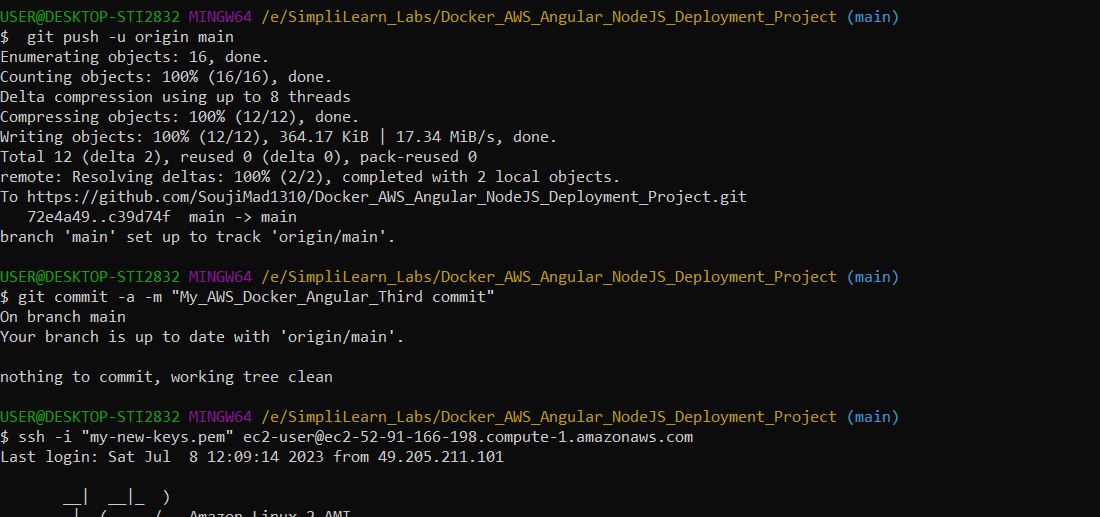 USER@DESKTOP-STI2832 MINGW64 /e/SimpliLearn_Labs/Docker_AWS_Angular_NodeJS_Deployment_Project (main)
$  git push -u origin main
Enumerating objects: 16, done.
Counting objects: 100% (16/16), done.
Delta compression using up to 8 threads
Compressing objects: 100% (12/12), done.
Writing objects: 100% (12/12), 364.17 KiB | 17.34 MiB/s, done.
Total 12 (delta 2), reused 0 (delta 0), pack-reused 0
remote: Resolving deltas: 100% (2/2), completed with 2 local objects.
To https://github.com/SoujiMad1310/Docker_AWS_Angular_NodeJS_Deployment_Project.git
   72e4a49..c39d74f  main -> main
branch 'main' set up to track 'origin/main'.
USER@DESKTOP-STI2832 MINGW64 /e/SimpliLearn_Labs/Docker_AWS_Angular_NodeJS_Deployment_Project (main)
$ git commit -a -m "My_AWS_Docker_Angular_Third commit"
On branch main
Your branch is up to date with 'origin/main'.
nothing to commit, working tree clean
USER@DESKTOP-STI2832 MINGW64 /e/SimpliLearn_Labs/Docker_AWS_Angular_NodeJS_Deployment_Project (main)
$ ssh -i "my-new-keys.pem" ec2-user@ec2-52-91-166-198.compute-1.amazonaws.com
Last login: Sat Jul  8 12:09:14 2023 from 49.205.211.101
       __|  __|_  )
       _|  (     /   Amazon Linux 2 AMI